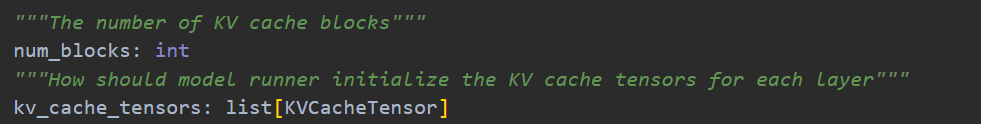 """The number of KV cache blocks"""
num_blocks: int
"""How should model runner initialize the KV cache tensors for each layer"""
kv_cache_tensors: list[KVCacheTensor]